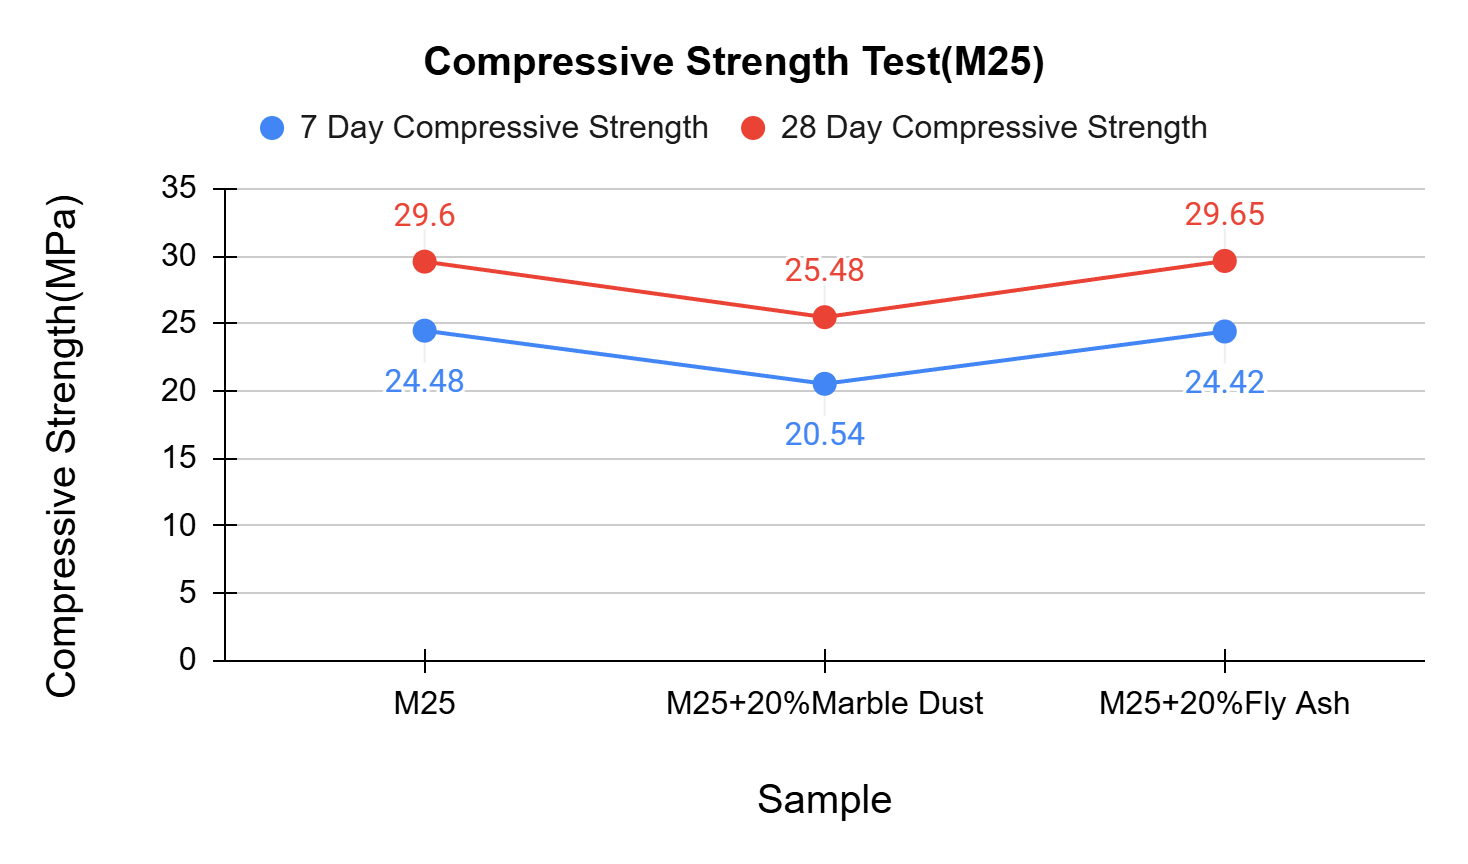 Compressive Strength Test(M25)
7 Day Compressive Strength 28 Day Compressive Strength
Compressive Strength(MPa)
35
30
25
20
15
10
5
0
29.6
25.48
29.65
24.48
20.54
24.42
M25 M25+20%Marble Dust M25+20%Fly Ash
Sample